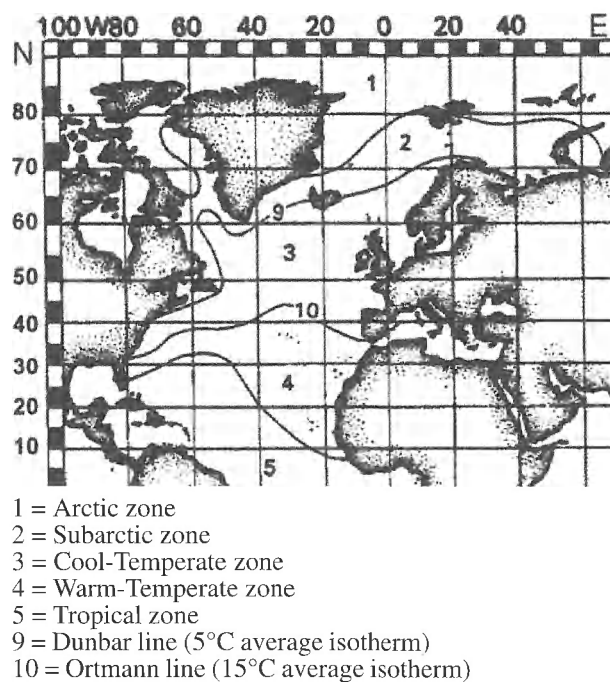 100 W 80 60 40 20 0 20 40 E
N
1
80
2
70
9
60
3
50
10
40
30
4
20
10
5
1 = Arctic zone
2 = Subarctic zone
3 = Cool-Temperate zone
4 = Warm-Temperate zone
5 = Tropical zone
9 = Dunbar line (5°C average isotherm)
10 = Ortmann line (15°C average isotherm)